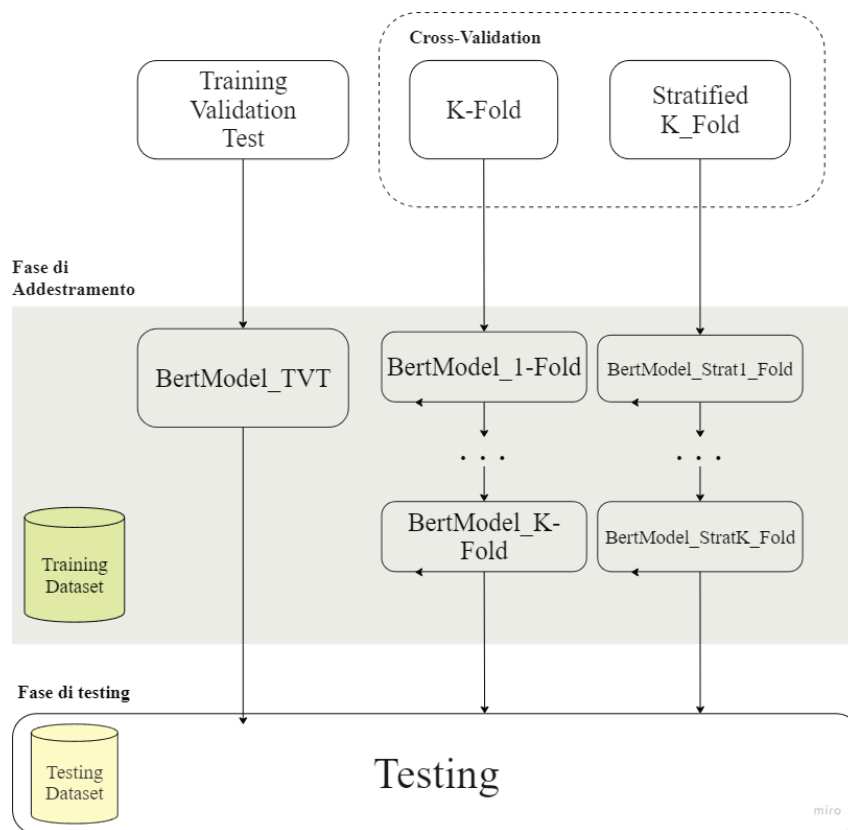 Cross-Validation
Training
Validation
Test
K-Fold
Stratified
K_Fold
Fase di
Addestramento
BertModel_TVT
BertModel_1-Fold
BertModel_Strat1_Fold
. . .
. . .
BertModel_K-
Fold
BertModel_StratK_Fold
Training
Dataset
Fase di testing
Testing
Dataset
Testing
miro